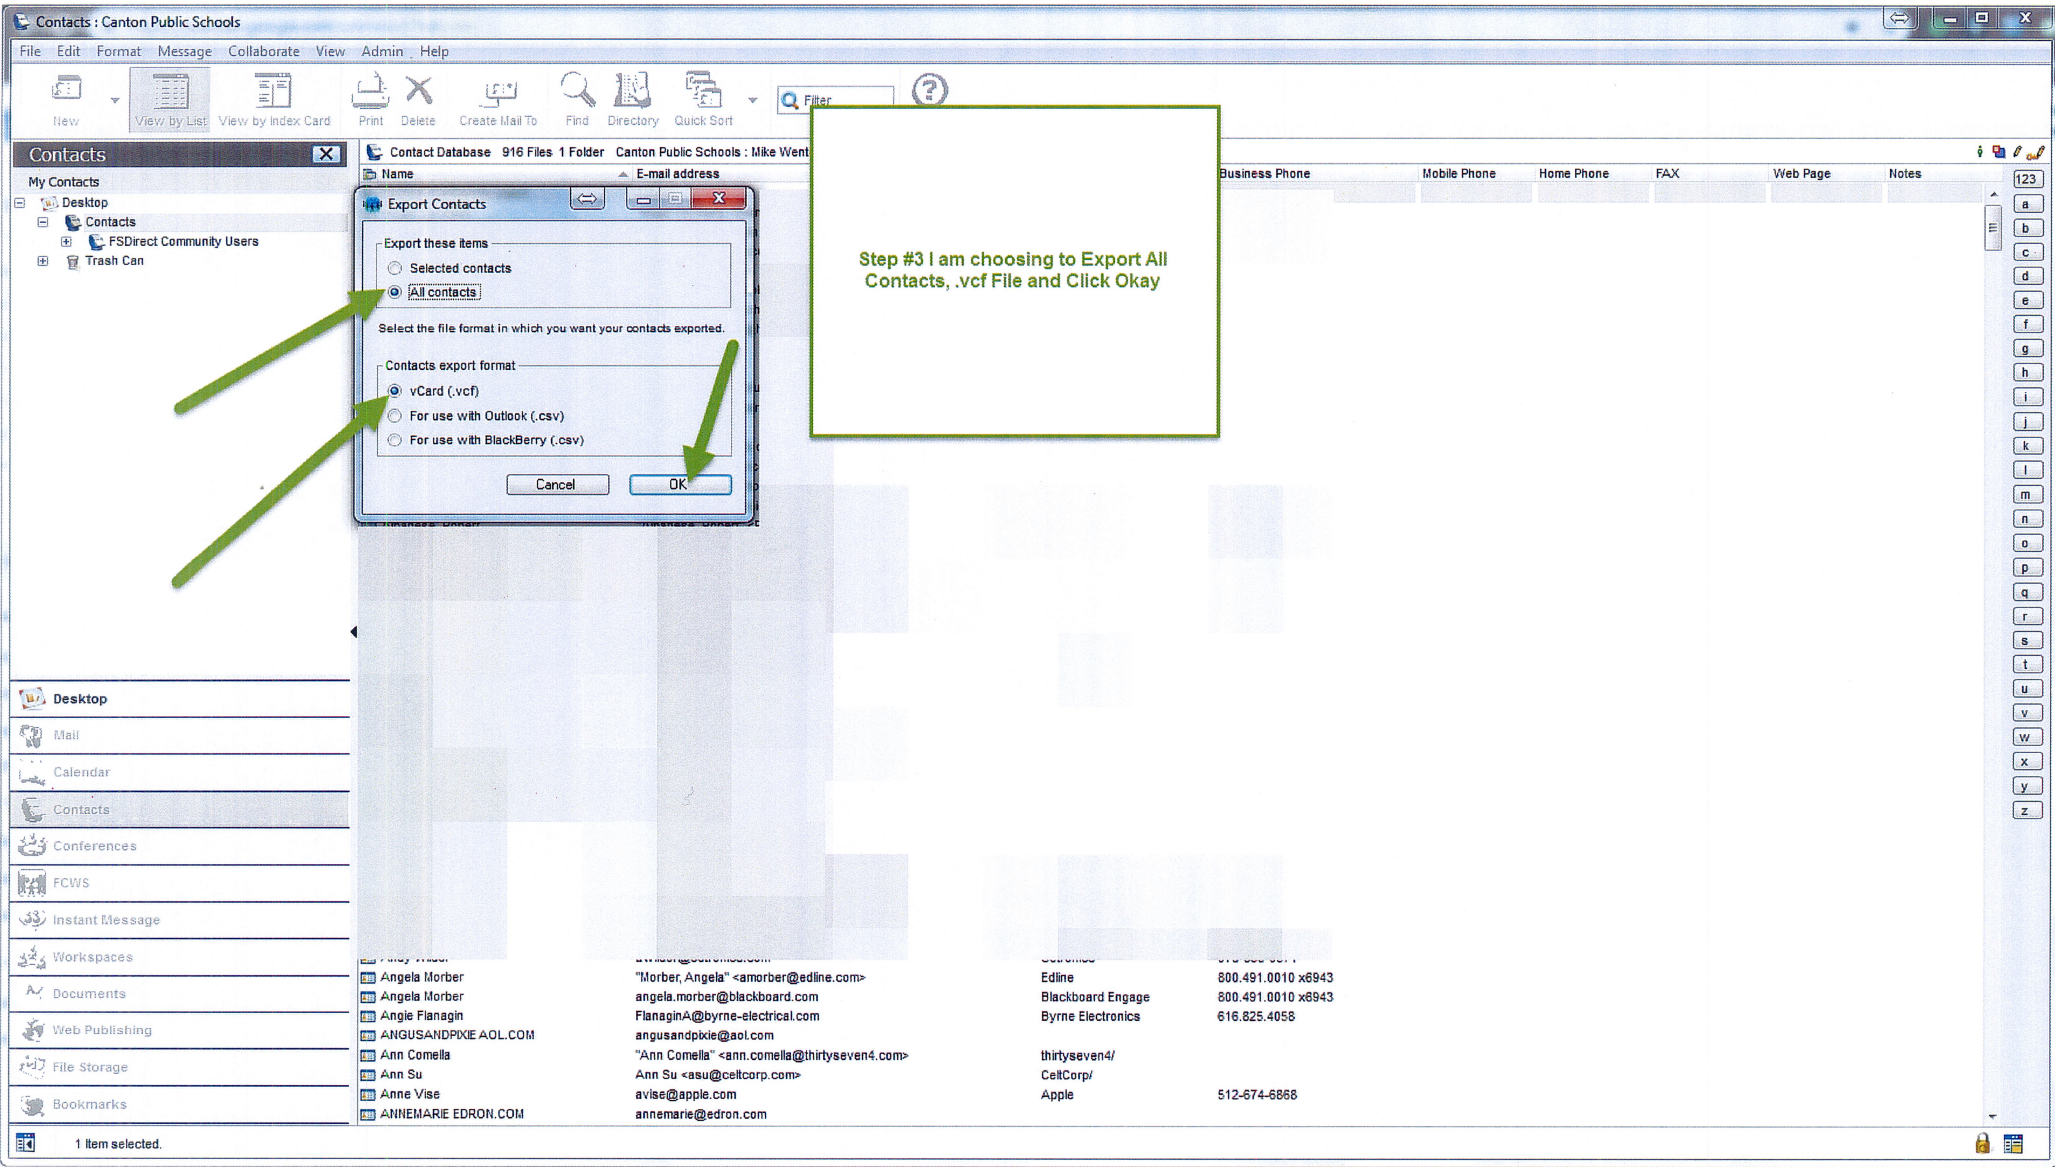 Contacts : Canton Public Schools
File Edit Format Message Collaborate View Admin Help
New View by List View by Index Card Print Delete Create Mail To Find Directory Quick Sort Filter
Contacts
My Contacts
Desktop
Contacts
FSDirect Community Users
Trash Can
Contact Database 916 Files 1 Folder Canton Public Schools : Mike Went
Name E-mail address Business Phone Mobile Phone Home Phone FAX Web Page Notes
Export Contacts
Export these items
Selected contacts
All contacts
Select the file format in which you want your contacts exported.
Contacts export format
vCard (.vcf)
For use with Outlook (.csv)
For use with BlackBerry (.csv)
Cancel OK
Step #3 I am choosing to Export All
Contacts, .vcf File and Click Okay
123
a
b
c
d
e
f
g
h
i
j
k
l
m
n
o
p
q
r
s
t
u
v
w
x
y
z
Desktop
Mail
Calendar
Contacts
Conferences
FCWS
Instant Message
Workspaces
Documents
Web Publishing
File Storage
Bookmarks
Angela Morber "Morber, Angela" <amorber@edline.com> Edline 800.491.0010 x6943
Angela Morber angela.morber@blackboard.com Blackboard Engage 800.491.0010 x6943
Angie Flanagin FlanaginA@byrne-electrical.com Byrne Electronics 616.825.4058
ANGUSANDPIXIE AOL.COM angusandpixie@aol.com
Ann Comella "Ann Comella" <ann.comella@thirtyseven4.com> thirtyseven4/
Ann Su Ann Su <asu@celtcorp.com> CeltCorp/
Anne Vise avise@apple.com Apple 512-674-6868
ANNEMARIE EDRON.COM annemarie@edron.com
1 Item selected.